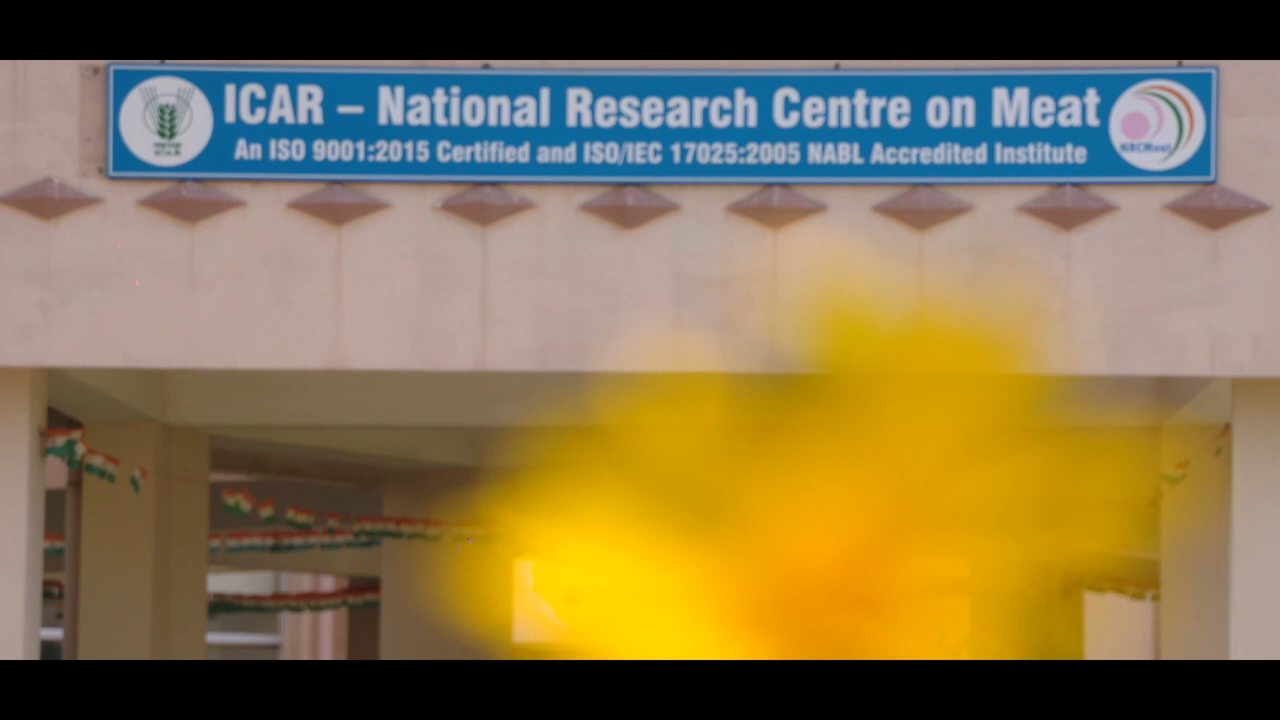 ICAR – National Research Centre on Meat
An ISO 9001:2015 Certified and ISO/IEC 17025:2005 NABL Accredited Institute
NRCMeat